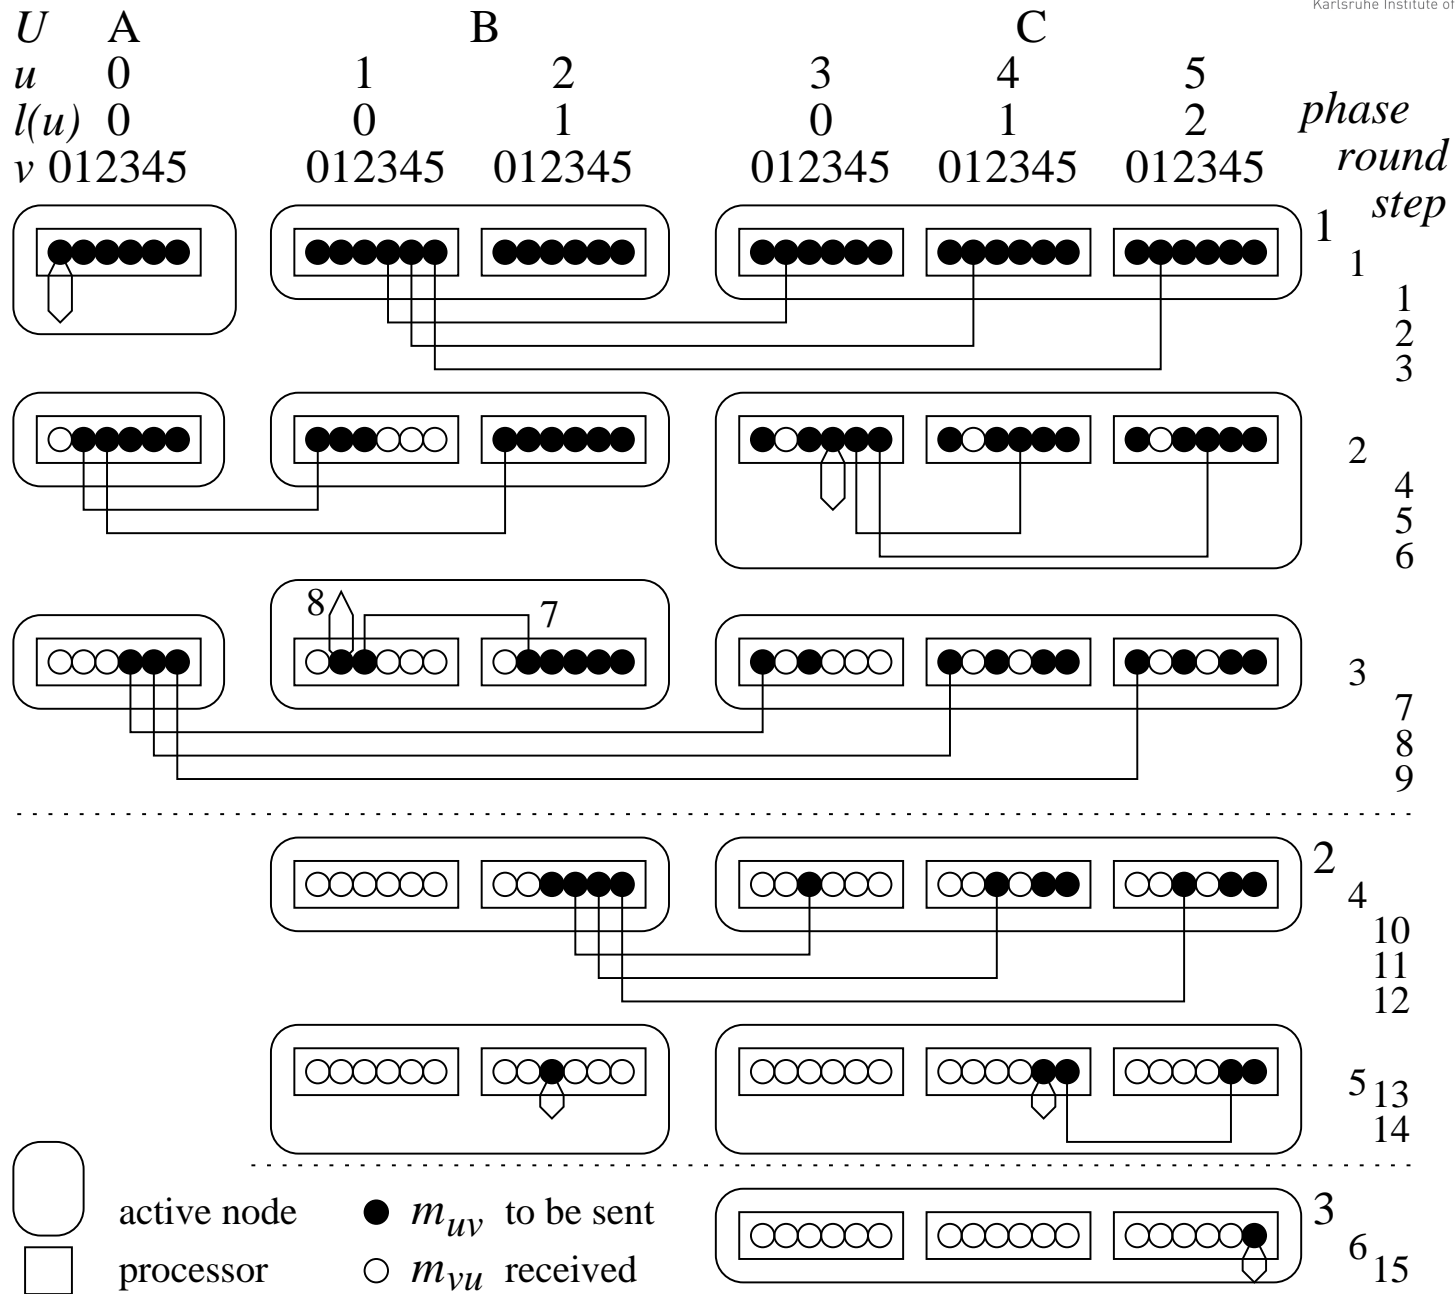 Karlsruhe Institute of
U A B C
u 0 1 2 3 4 5
l(u) 0 0 1 0 1 2 phase
v 012345 012345 012345 012345 012345 012345 round
step
1
1
1
2
3
2
4
5
6
8 7
3
7
8
9
2
4
10
11
12
5 13
14
active node m_uv to be sent 3
6
processor m_vu received 15